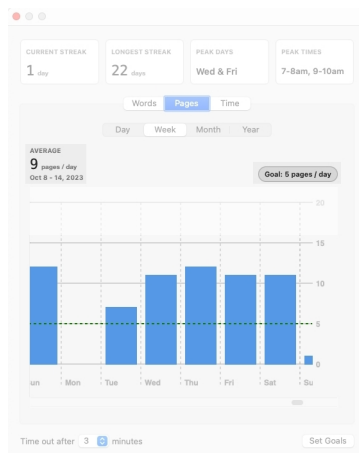 CURRENT STREAK
1 day
LONGEST STREAK
22 days
PEAK DAYS
Wed & Fri
PEAK TIMES
7-8am, 9-10am
Words Pages Time
Day Week Month Year
AVERAGE
9 pages / day
Oct 8 - 14, 2023
Goal: 5 pages / day
20
15
10
5
0
un Mon Tue Wed Thu Fri Sat Su
Time out after 3 minutes
Set Goals